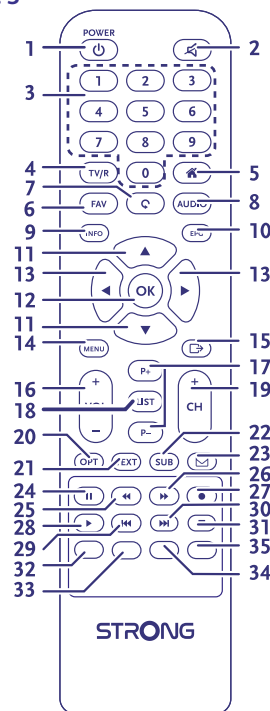 POWER
1 2
3 1 2 3
4 5 6
7 8 9
4 TV/R 0 5
7
6 FAV AUDIO 8
9 INFO 10
11
13 13
12 OK
11
14 MENU 15
P+ 17
16 + + 19
18 LIST CH
P–
– –
20 22
OPT TEXT SUB 23
21 26
24 27
25 30
28 31
29 35
32 34
33
STRONG